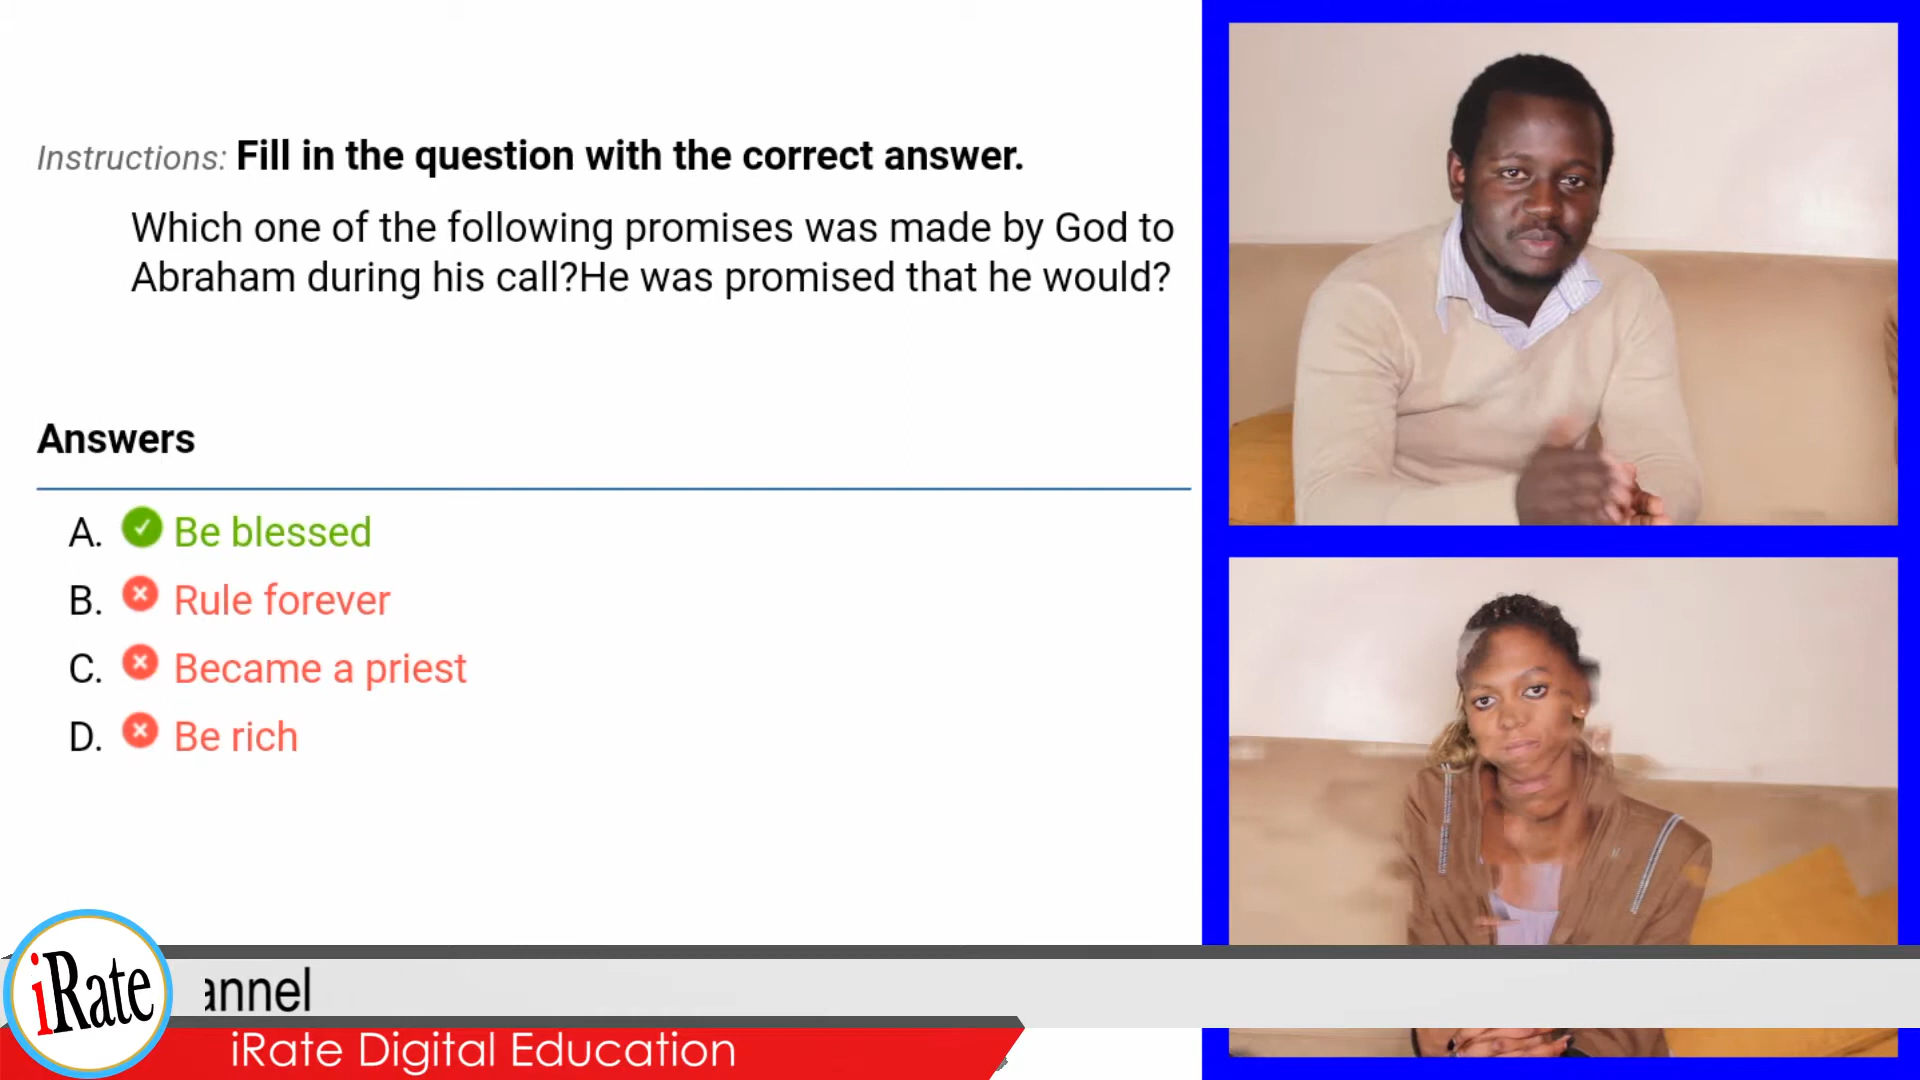 Instructions: Fill in the question with the correct answer.
Which one of the following promises was made by God to
Abraham during his call?He was promised that he would?
Answers
A. Be blessed
B. Rule forever
C. Became a priest
D. Be rich
iRate
annel
iRate Digital Education